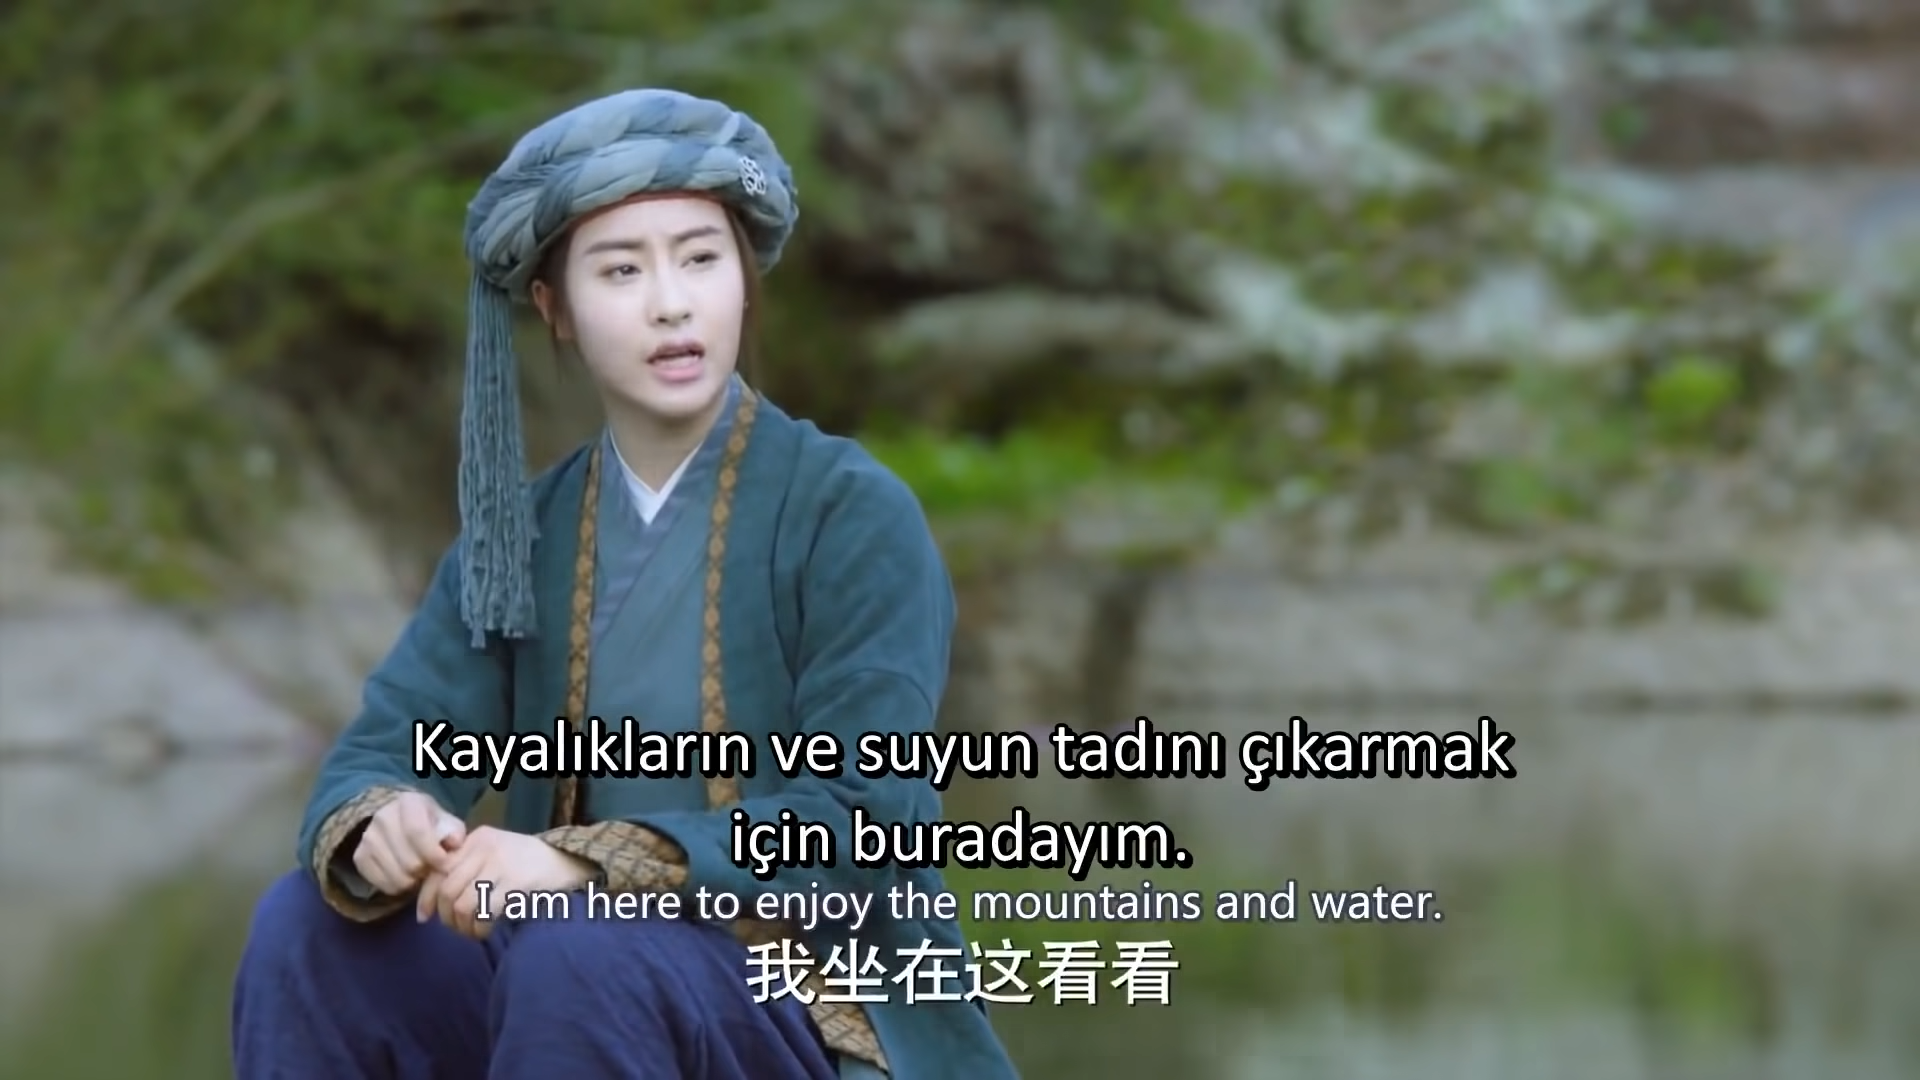 Kayalıkların ve suyun tadını çıkarmak
için buradayım.
I am here to enjoy the mountains and water.
我坐在这看看